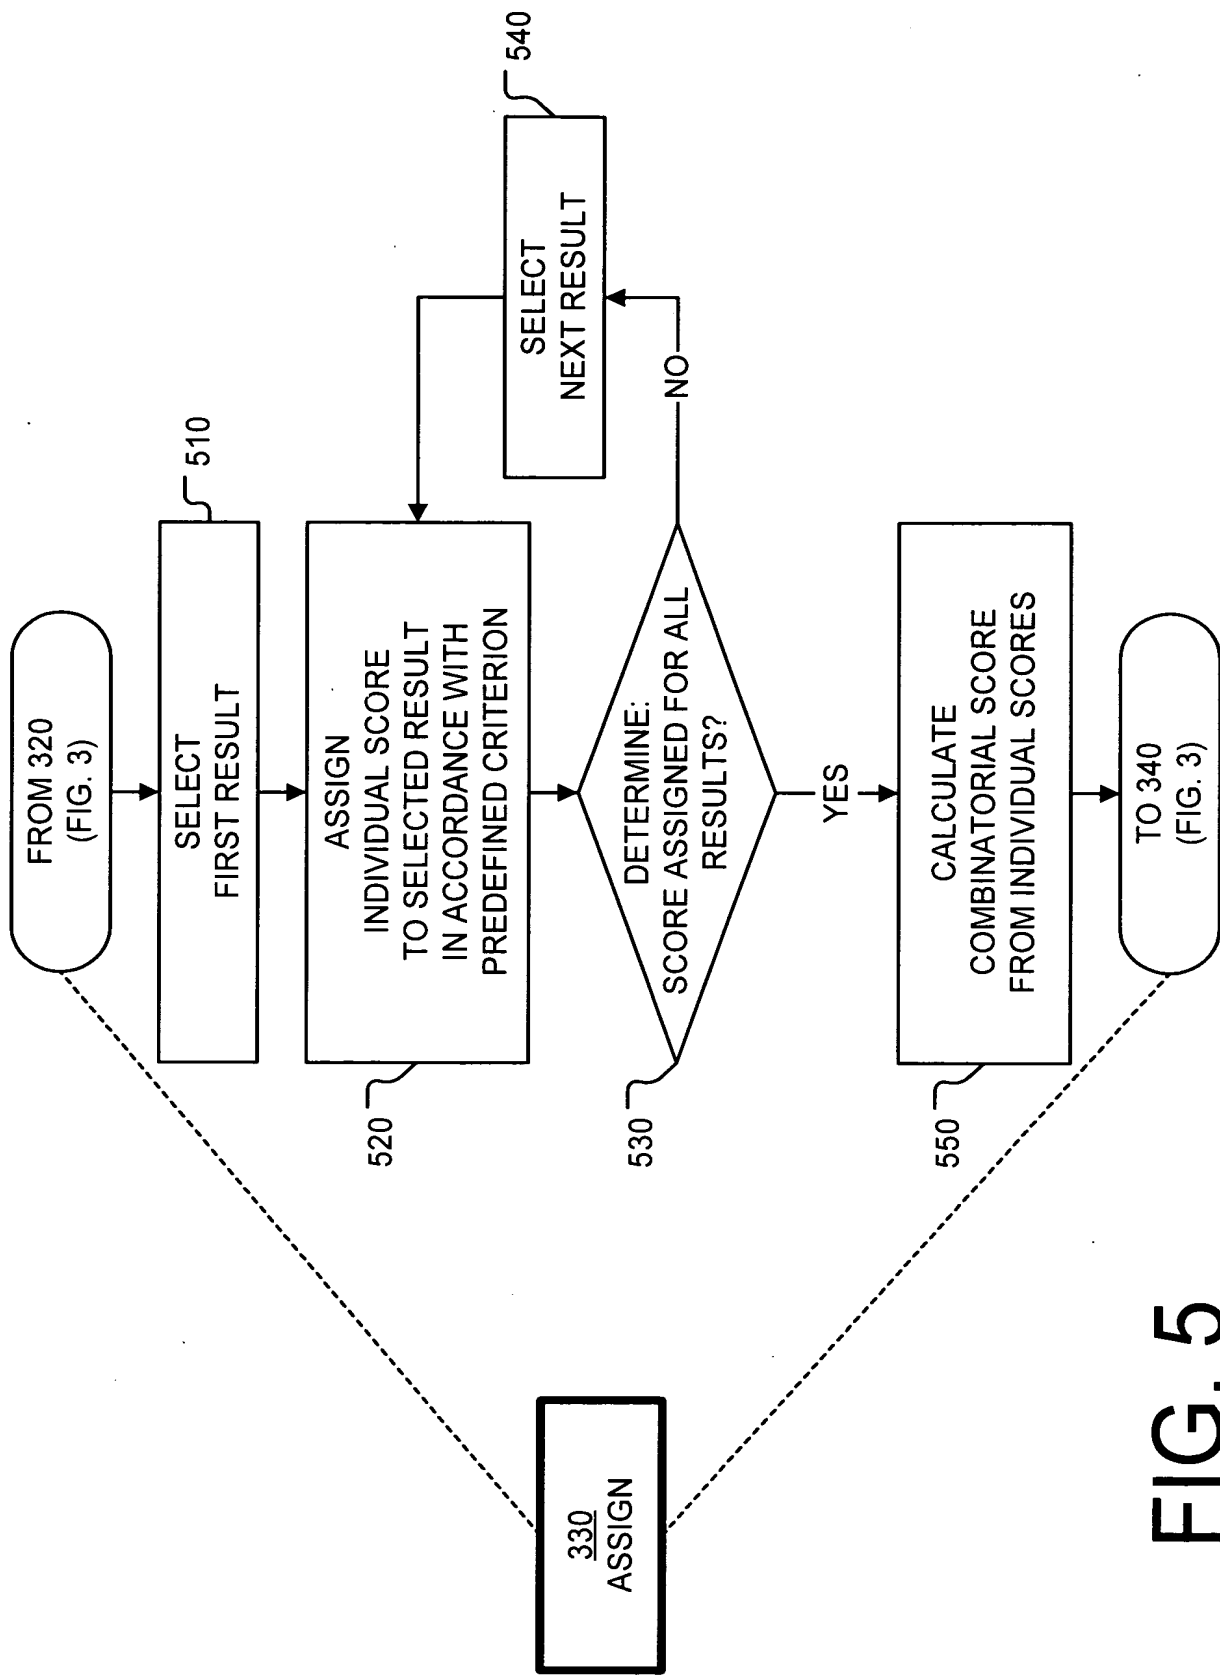 FROM 320
(FIG. 3)
SELECT
FIRST RESULT
510
ASSIGN
INDIVIDUAL SCORE
TO SELECTED RESULT
IN ACCORDANCE WITH
PREDEFINED CRITERION
520
DETERMINE:
SCORE ASSIGNED FOR ALL
RESULTS?
530
NO
SELECT
NEXT RESULT
540
YES
CALCULATE
COMBINATORIAL SCORE
FROM INDIVIDUAL SCORES
550
TO 340
(FIG. 3)
330
ASSIGN
FIG. 5